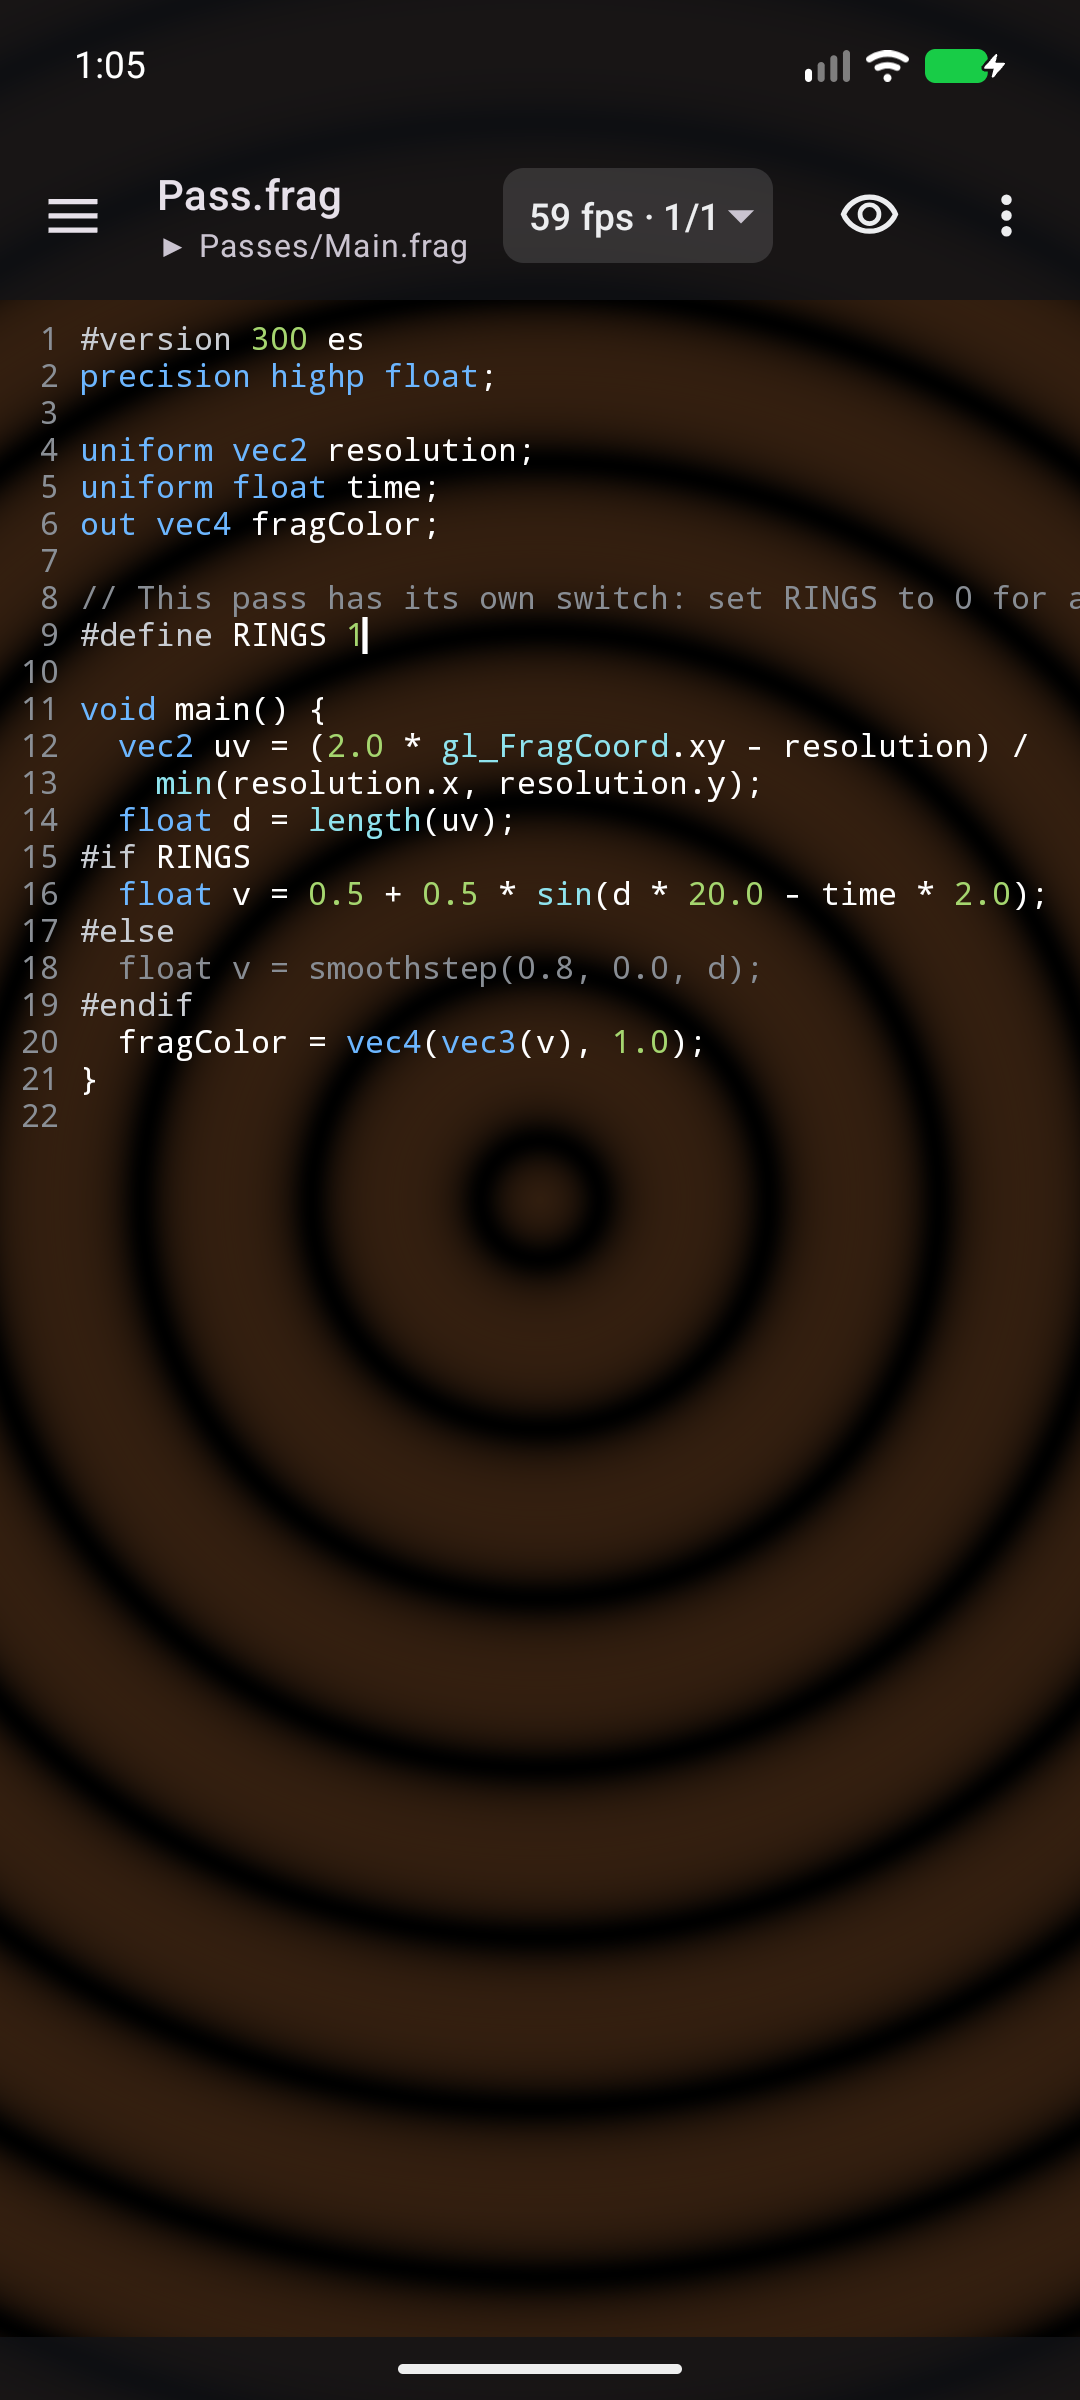 1:05
Pass.frag
► Passes/Main.frag
59 fps · 1/1
1 #version 300 es
2 precision highp float;
3
4 uniform vec2 resolution;
5 uniform float time;
6 out vec4 fragColor;
7
8 // This pass has its own switch: set RINGS to 0 for a
9 #define RINGS 1
10
11 void main() {
12   vec2 uv = (2.0 * gl_FragCoord.xy - resolution) /
13     min(resolution.x, resolution.y);
14   float d = length(uv);
15 #if RINGS
16   float v = 0.5 + 0.5 * sin(d * 20.0 - time * 2.0);
17 #else
18   float v = smoothstep(0.8, 0.0, d);
19 #endif
20   fragColor = vec4(vec3(v), 1.0);
21 }
22